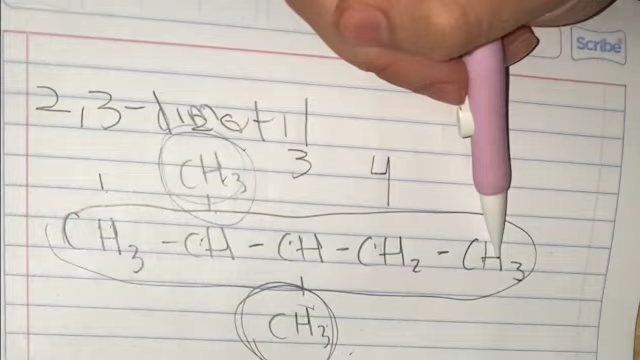 Scribe
2,3-dimetil
CH3 3 4
1
CH3 - CH - CH - CH2 - CH3
CH3